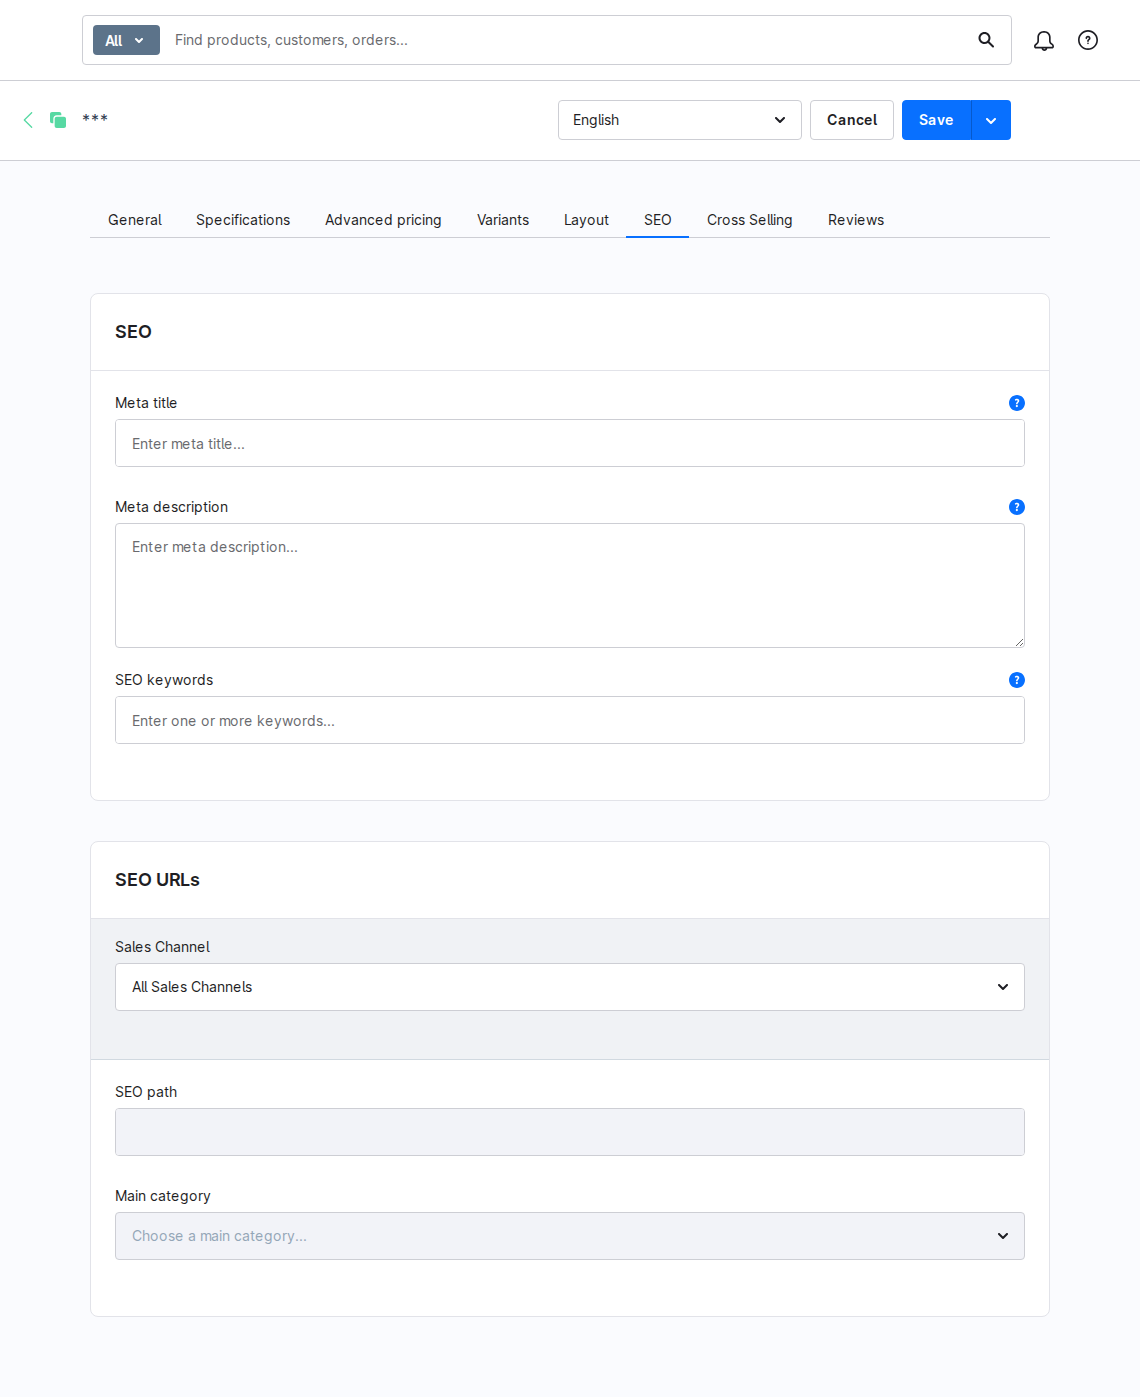 All
Find products, customers, orders...
***
English
Cancel
Save
General
Specifications
Advanced pricing
Variants
Layout
SEO
Cross Selling
Reviews
SEO
Meta title
?
Enter meta title...
Meta description
?
Enter meta description...
SEO keywords
?
Enter one or more keywords...
SEO URLs
Sales Channel
All Sales Channels
SEO path
Main category
Choose a main category...